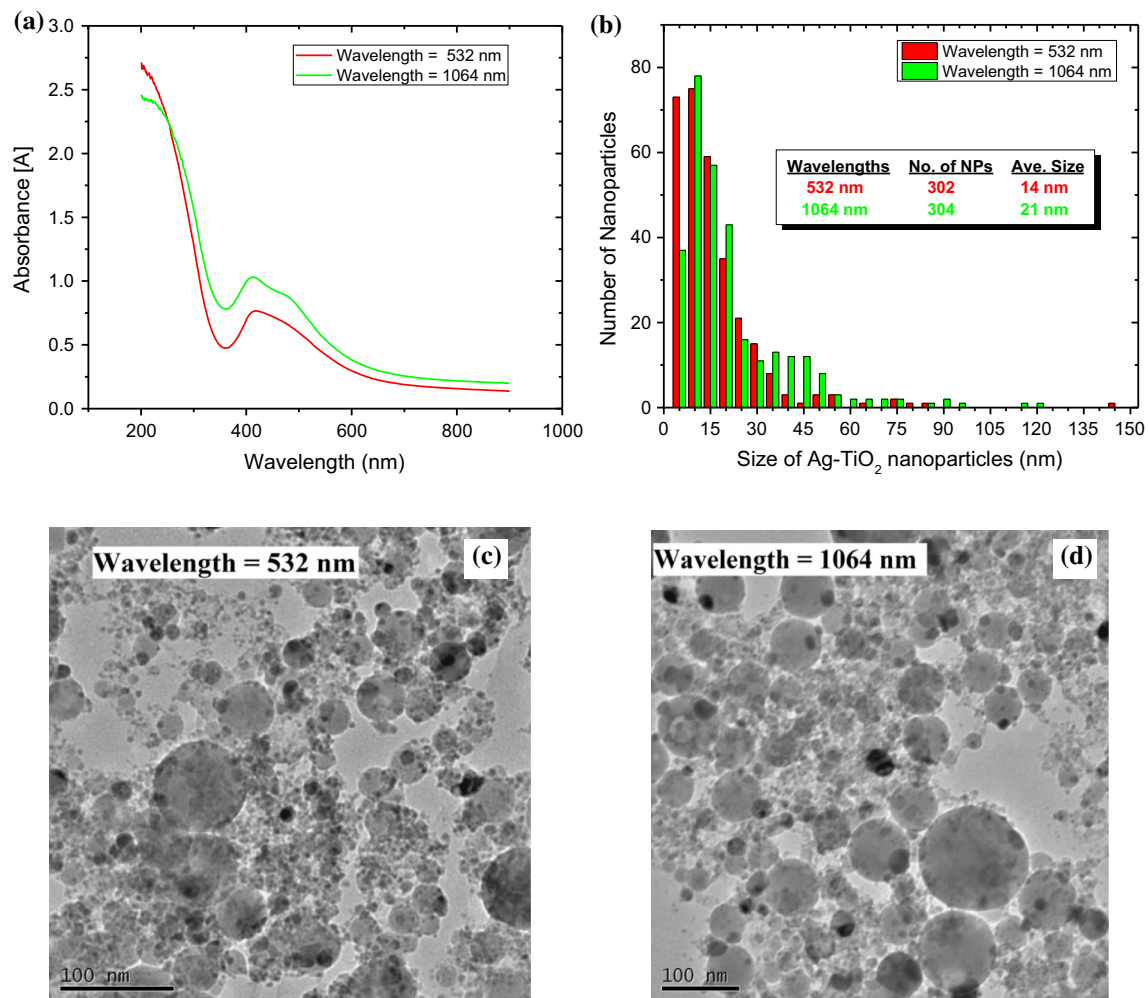 (a)
3.0
2.5
2.0
1.5
1.0
0.5
0.0
Absorbance [A]
Wavelength = 532 nm
Wavelength = 1064 nm
200
400
600
800
1000
Wavelength (nm)
(b)
80
60
40
20
0
Number of Nanoparticles
Wavelength = 532 nm
Wavelength = 1064 nm
Wavelengths No. of NPs Ave. Size
532 nm 302 14 nm
1064 nm 304 21 nm
0 15 30 45 60 75 90 105 120 135 150
Size of Ag-TiO₂ nanoparticles (nm)
Wavelength = 532 nm
(c)
100 nm
Wavelength = 1064 nm
(d)
100 nm